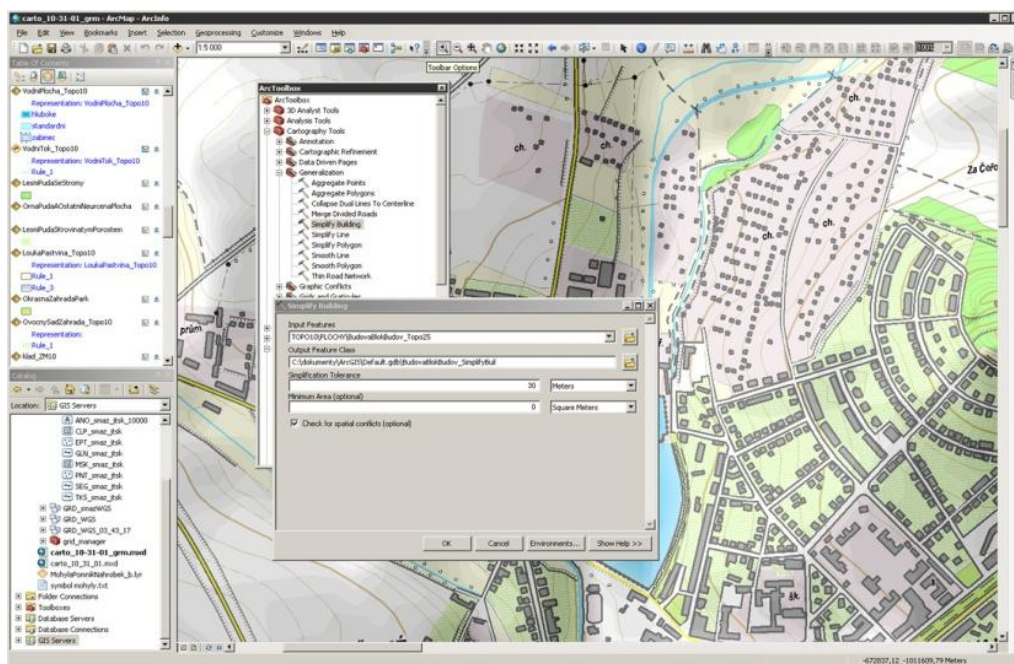 carto_10-31-01_grm - ArcMap - ArcInfo
File Edit View Bookmarks Insert Selection Geoprocessing Customize Windows Help
1:5 000
100%
Toolbar Options
Table Of Contents
VodniPlocha_Topo10
Representation: VodniPlocha_Topo10
hluboke
standardni
zabinec
VodniTok_Topo10
Representation: VodniTok_Topo10
Rule_1
LesniPudaSeStromy
OrnaPudaAOstatniNeurcenaPlocha
LesniPudaSKrovinatymPorostem
LoukaPastvina_Topo10
Representation: LoukaPastvina_Topo10
Rule_1
Rule_3
OkrasnaZahradaPark
OvocnySadZahrada_Topo10
Representation:
Rule_1
klad_ZM10
Catalog
Location: GIS Servers
ANO_smaz_jtsk_10000
CLP_smaz_jtsk
EPT_smaz_jtsk
GLN_smaz_jtsk
MSK_smaz_jtsk
PNT_smaz_jtsk
SEG_smaz_jtsk
TKS_smaz_jtsk
GRD_smazWGS
GRD_WGS
GRD_WGS_03_43_17
grid_manager
carto_10-31-01_grm.mxd
carto_10_31_01.mxd
MohylaPomnikNahrobek_b.lyr
symbol mohyly.txt
Folder Connections
Toolboxes
Database Servers
Database Connections
GIS Servers
ArcToolbox
ArcToolbox
3D Analyst Tools
Analysis Tools
Cartography Tools
Annotation
Cartographic Refinement
Data Driven Pages
Generalization
Aggregate Points
Aggregate Polygons
Collapse Dual Lines To Centerline
Merge Divided Roads
Simplify Building
Simplify Line
Simplify Polygon
Smooth Line
Smooth Polygon
Thin Road Network
Graphic Conflicts
Grids and Graticules
Simplify Building
Input Features
TOPO10\PLOCHY\BudovaBlokBudov_Topo25
Output Feature Class
C:\dokumenty\ArcGIS\Default.gdb\BudovaBlokBudov_SimplifyBuil
Simplification Tolerance
30 Meters
Minimum Area (optional)
0 Square Meters
Check for spatial conflicts (optional)
OK Cancel Environments... Show Help >>
ch.
ch.
ch.
ch.
ch.
Za Čoro
prům.
šk.
-672037,12 -1011609,79 Meters